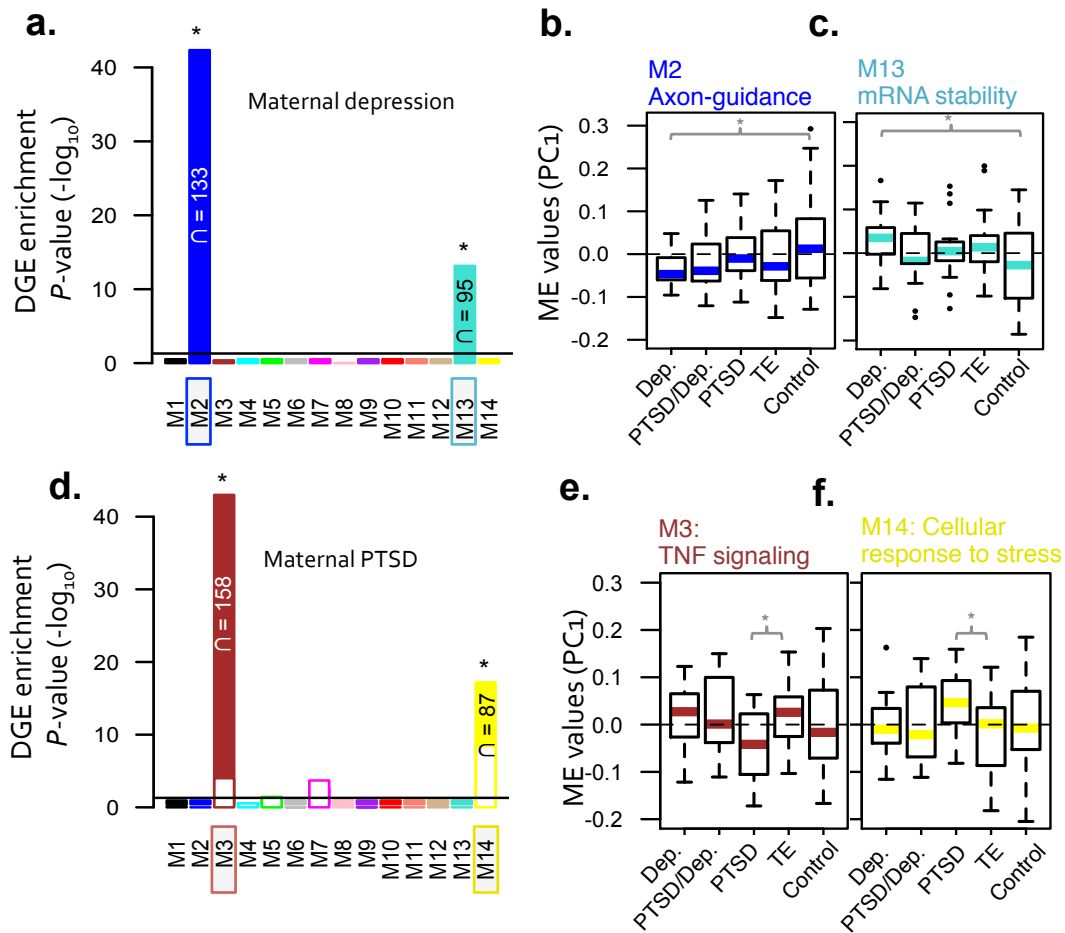 a.
*
Maternal depression
DGE enrichment
P-value (-log₁₀)
40
30
20
10
0
∩ = 133
*
∩ = 95
M1
M2
M3
M4
M5
M6
M7
M8
M9
M10
M11
M12
M13
M14
b.
M2
Axon-guidance
ME values (PC1)
0.3
0.1
0.0
-0.1
-0.2
*
Dep.
PTSD/Dep.
PTSD
TE
Control
c.
M13
mRNA stability
*
Dep.
PTSD/Dep.
PTSD
TE
Control
d.
*
Maternal PTSD
DGE enrichment
P-value (-log₁₀)
40
30
20
10
0
∩ = 158
*
∩ = 87
M1
M2
M3
M4
M5
M6
M7
M8
M9
M10
M11
M12
M13
M14
e.
M3:
TNF signaling
ME values (PC1)
0.3
0.2
0.1
0.0
-0.1
-0.2
*
Dep.
PTSD/Dep.
PTSD
TE
Control
f.
M14: Cellular
response to stress
*
Dep.
PTSD/Dep.
PTSD
TE
Control